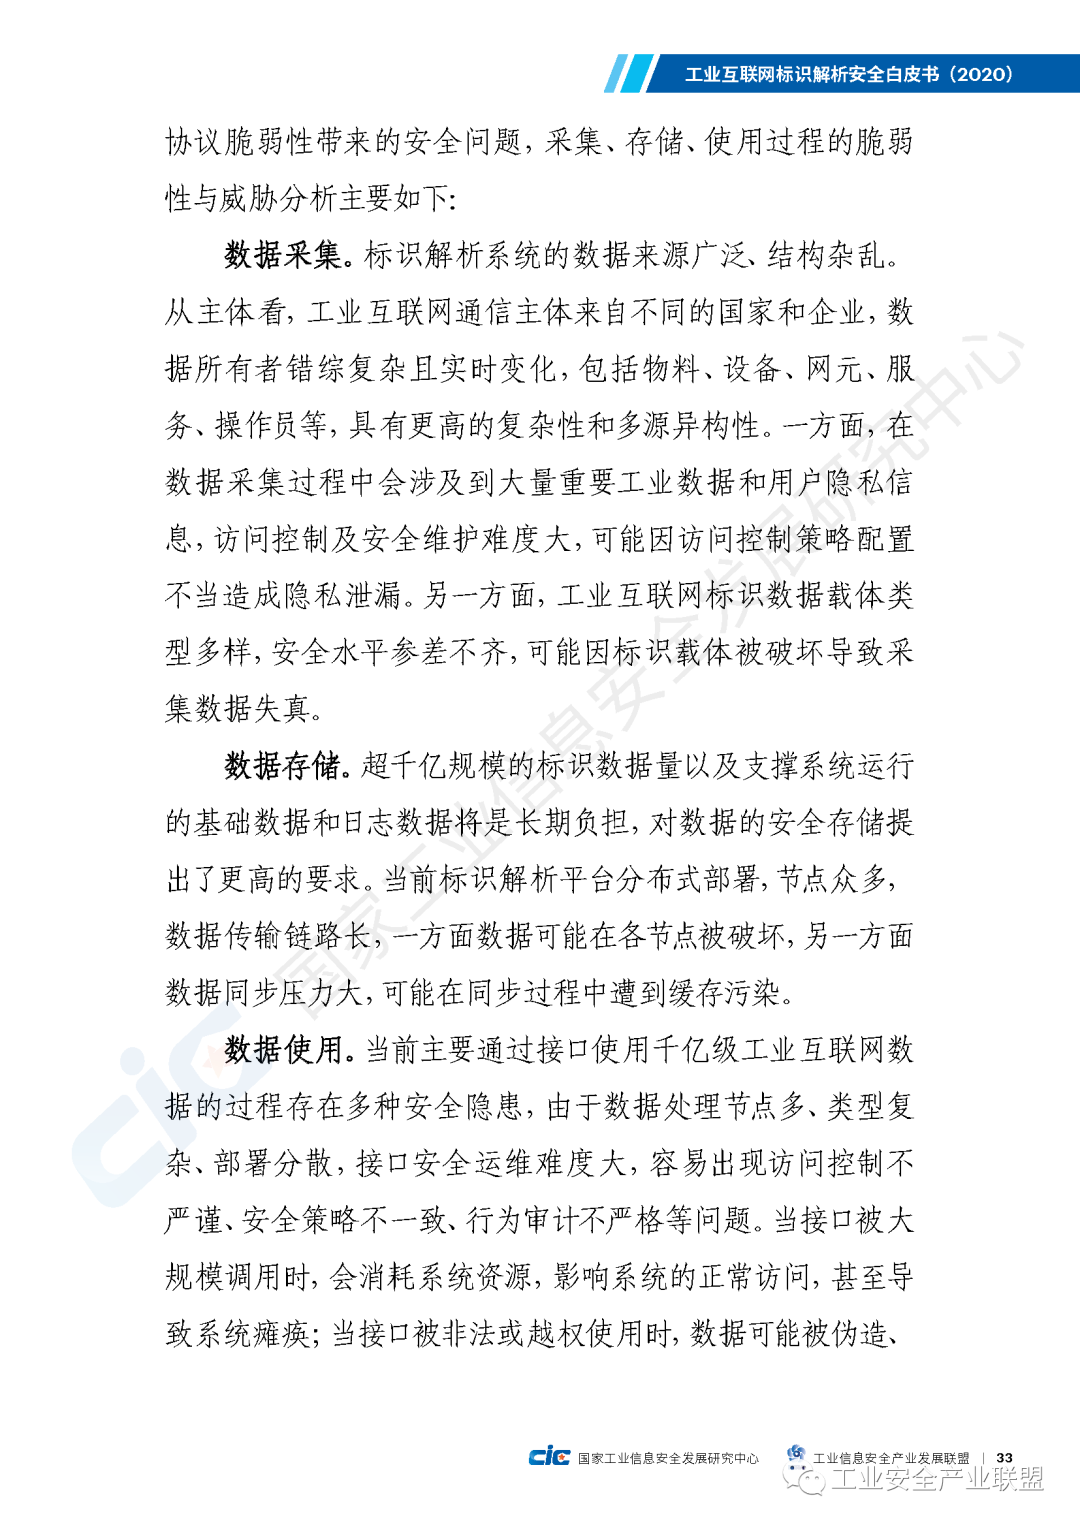 工业互联网标识解析安全白皮书（2020）
协议脆弱性带来的安全问题，采集、存储、使用过程的脆弱
性与威胁分析主要如下：
数据采集。标识解析系统的数据来源广泛、结构杂乱。
从主体看，工业互联网通信主体来自不同的国家和企业，数
据所有者错综复杂且实时变化，包括物料、设备、网元、服
务、操作员等，具有更高的复杂性和多源异构性。一方面，在
数据采集过程中会涉及到大量重要工业数据和用户隐私信
息，访问控制及安全维护难度大，可能因访问控制策略配置
不当造成隐私泄漏。另一方面，工业互联网标识数据载体类
型多样，安全水平参差不齐，可能因标识载体被破坏导致采
集数据失真。
数据存储。超千亿规模的标识数据量以及支撑系统运行
的基础数据和日志数据将是长期负担，对数据的安全存储提
出了更高的要求。当前标识解析平台分布式部署，节点众多，
数据传输链路长，一方面数据可能在各节点被破坏，另一方面
数据同步压力大，可能在同步过程中遭到缓存污染。
数据使用。当前主要通过接口使用千亿级工业互联网数
据的过程存在多种安全隐患，由于数据处理节点多、类型复
杂、部署分散，接口安全运维难度大，容易出现访问控制不
严谨、安全策略不一致、行为审计不严格等问题。当接口被大
规模调用时，会消耗系统资源，影响系统的正常访问，甚至导
致系统瘫痪；当接口被非法或越权使用时，数据可能被伪造、
国家工业信息安全发展研究中心
cic
cic 国家工业信息安全发展研究中心 工业信息安全产业发展联盟 | 33
工业安全产业联盟